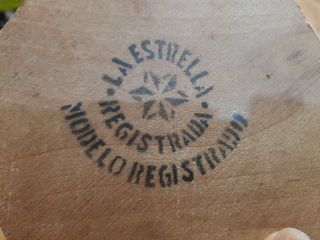 · LA ESTRELLA ·
REGISTRADA
MODELO REGISTRADO